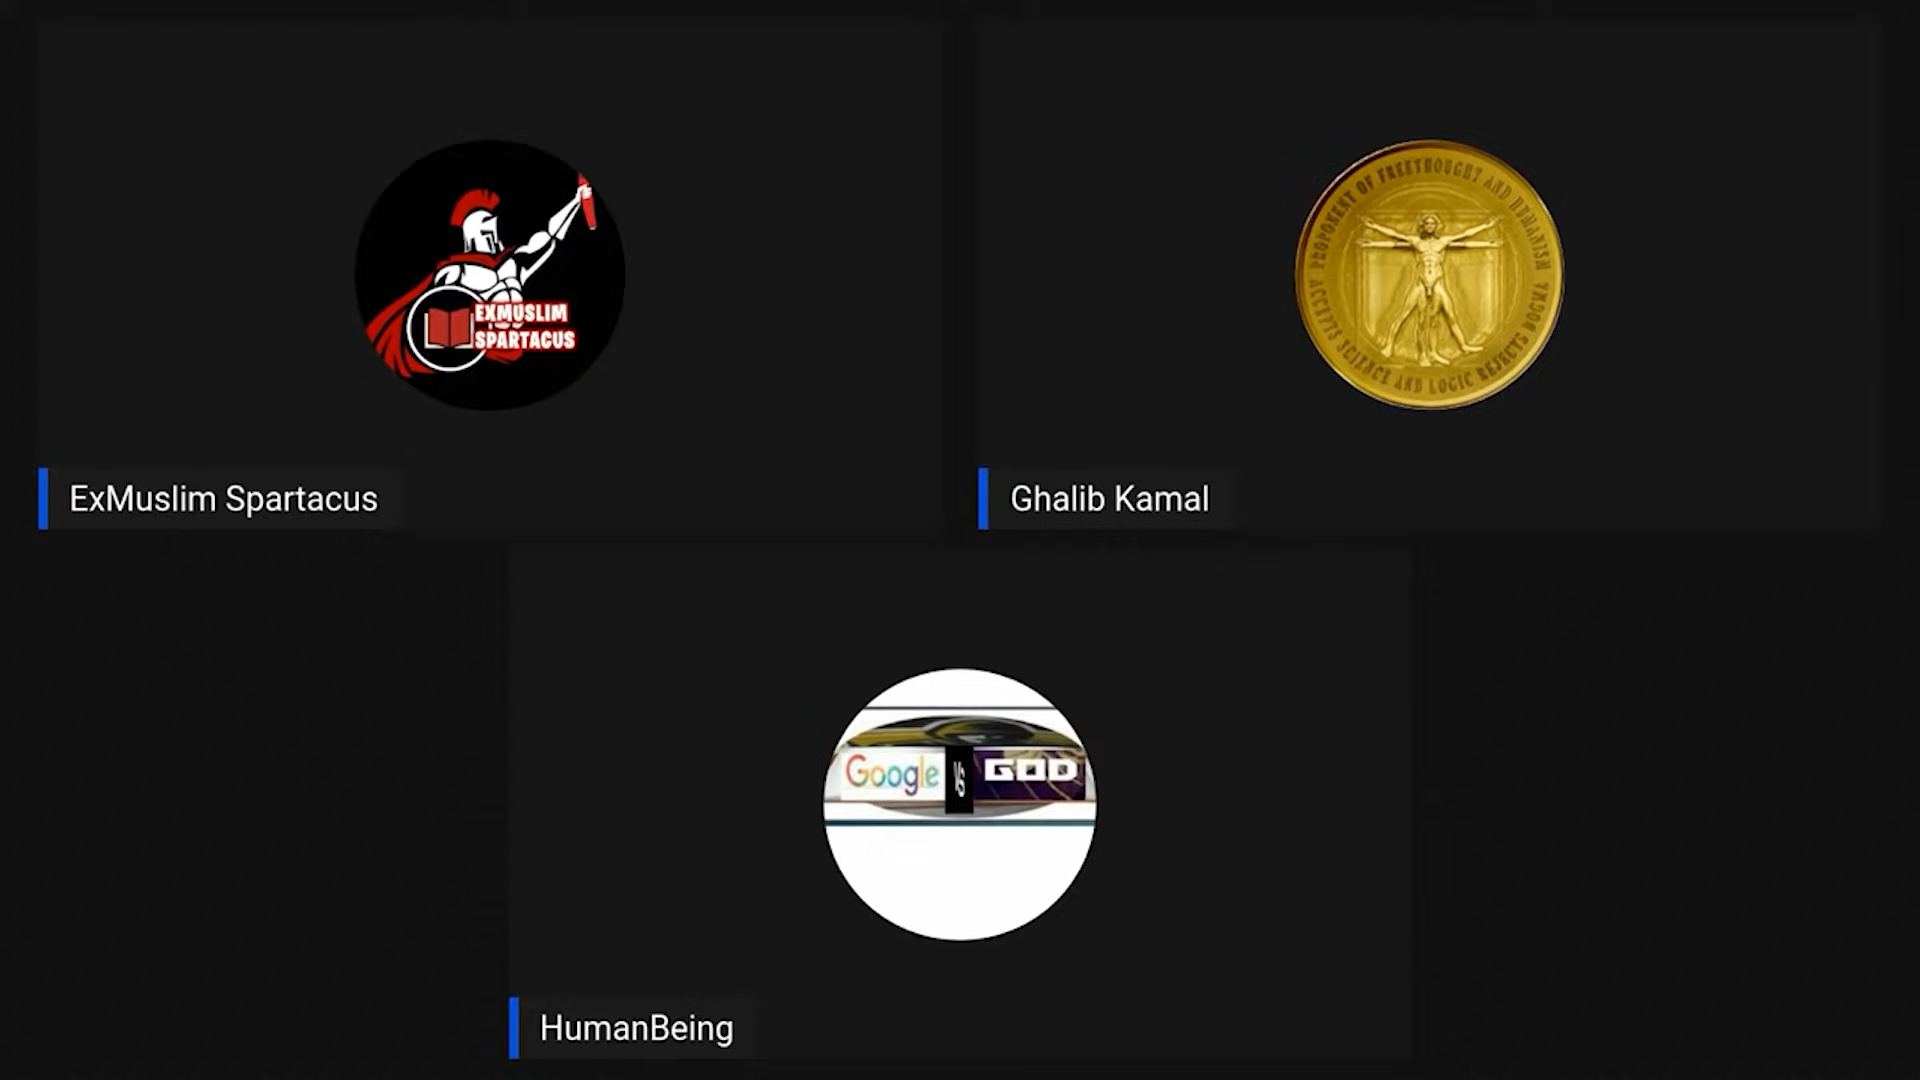 EXMUSLIM
SPARTACUS
ExMuslim Spartacus
PROPONENT OF FREETHOUGHT AND HUMANISM
ACCEPTS SCIENCE AND LOGIC REJECTS DOGMA
Ghalib Kamal
Google VS GOD
HumanBeing